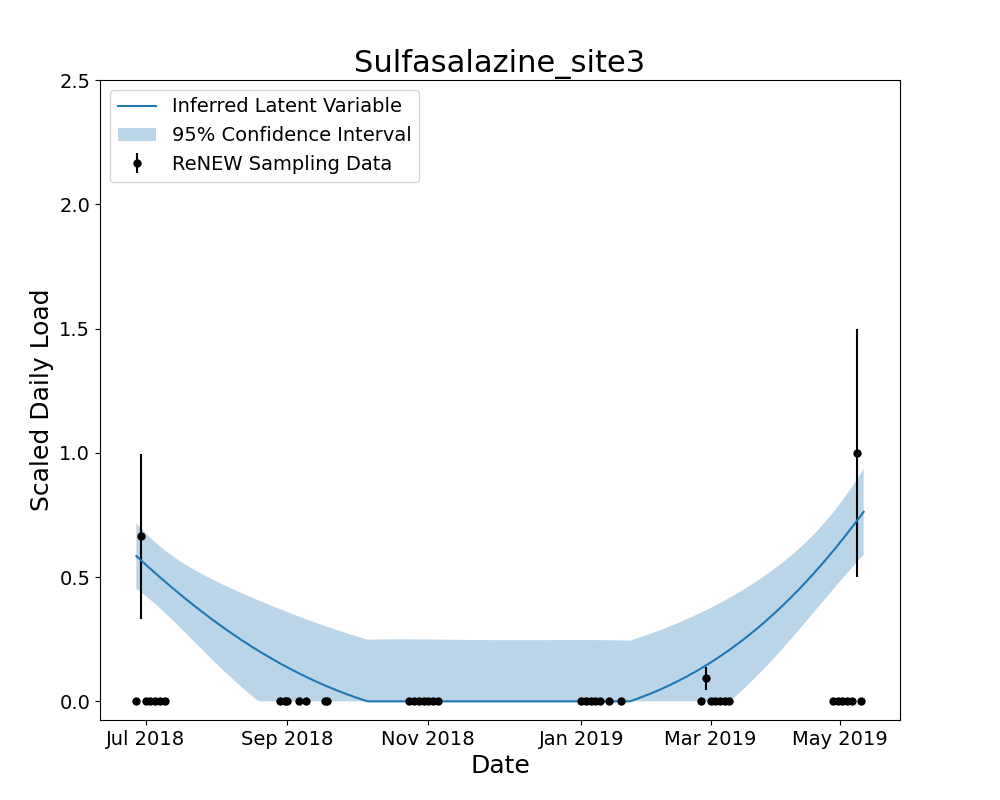 Sulfasalazine_site3
2.5
Inferred Latent Variable
95% Confidence Interval
ReNEW Sampling Data
2.0
1.5
1.0
0.5
0.0
Scaled Daily Load
Jul 2018 Sep 2018 Nov 2018 Jan 2019 Mar 2019 May 2019
Date